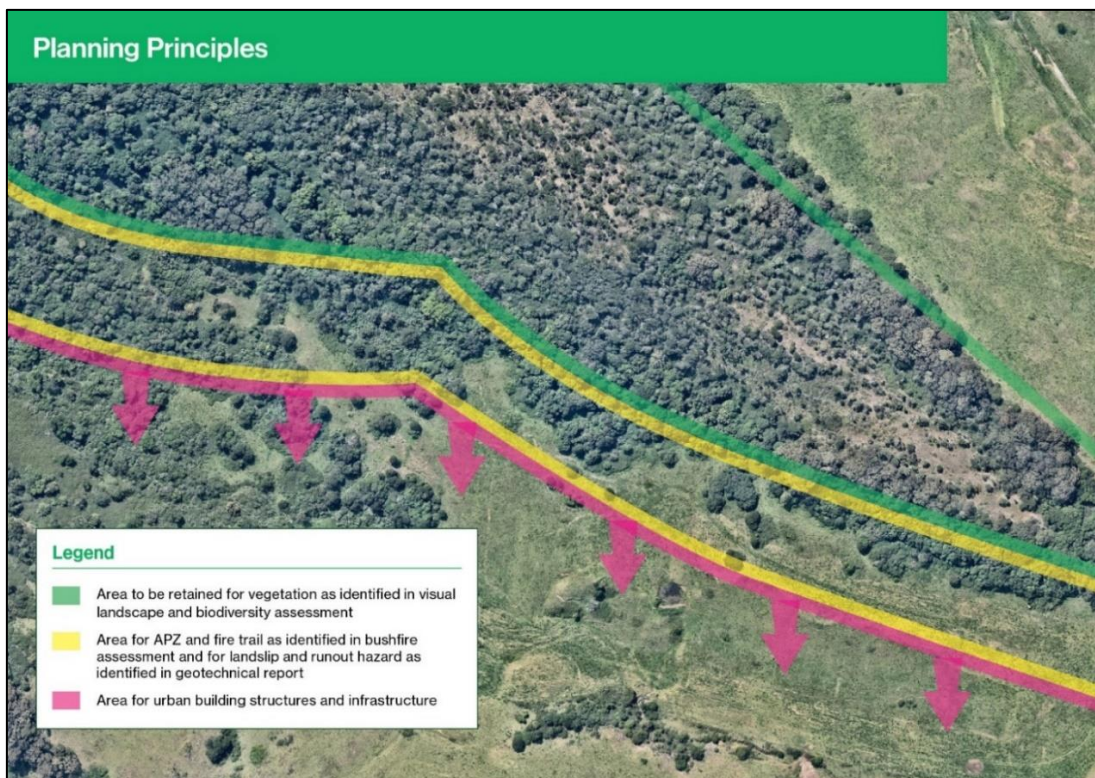 Planning Principles
Legend
Area to be retained for vegetation as identified in visual
landscape and biodiversity assessment
Area for APZ and fire trail as identified in bushfire
assessment and for landslip and runout hazard as
identified in geotechnical report
Area for urban building structures and infrastructure